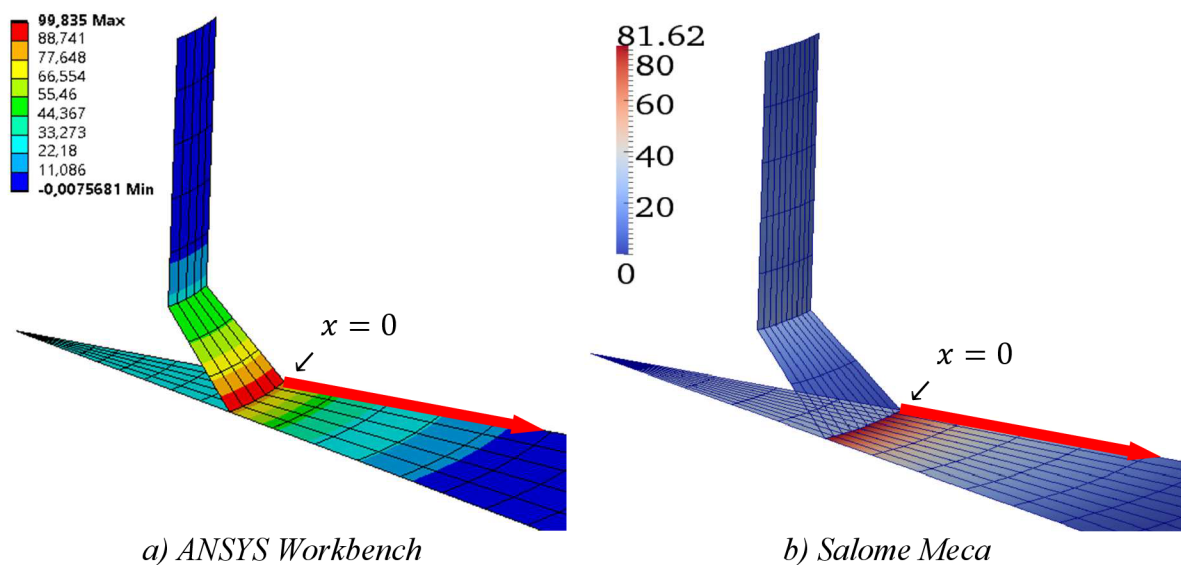 99,835 Max
88,741
77,648
66,554
55,46
44,367
33,273
22,18
11,086
-0,0075681 Min
x = 0
a) ANSYS Workbench
81.62
80
60
40
20
0
x = 0
b) Salome Meca